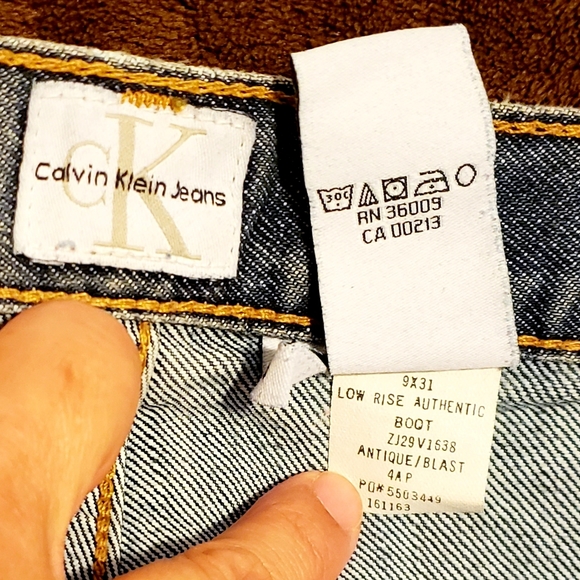 CK
Calvin Klein Jeans
30C
RN 36009
CA 00213
9X31
LOW RISE AUTHENTIC
BOOT
ZJ29V1638
ANTIQUE/BLAST
4AP
PO# 5503449
161163